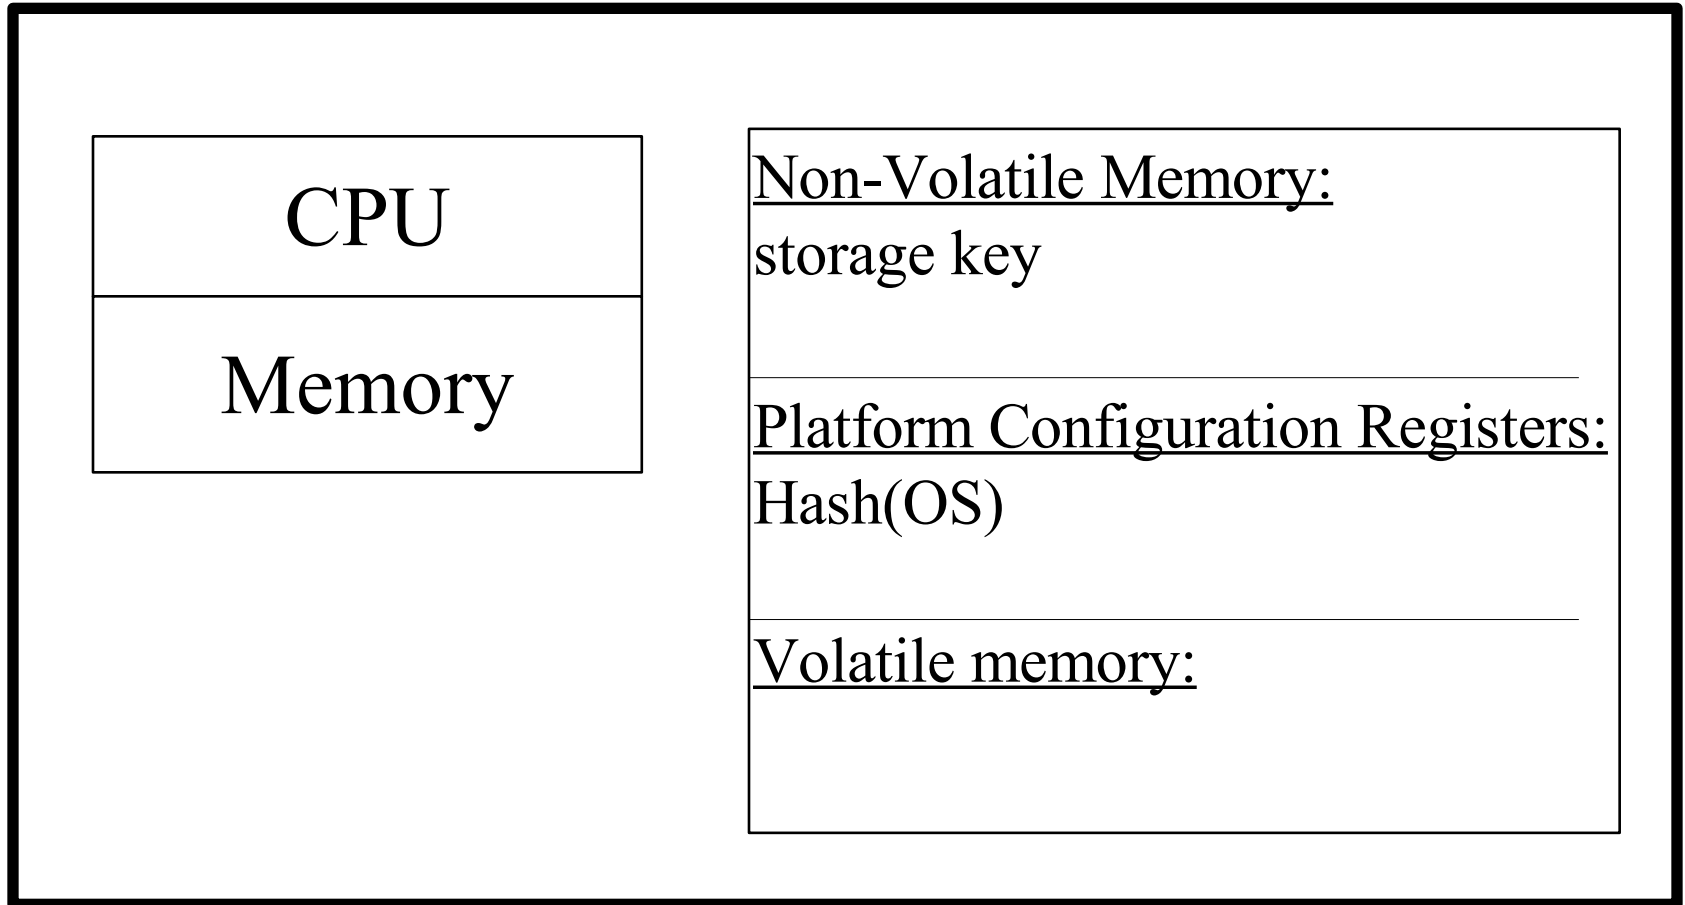 CPU
Memory
Non-Volatile Memory:
storage key
Platform Configuration Registers:
Hash(OS)
Volatile memory: